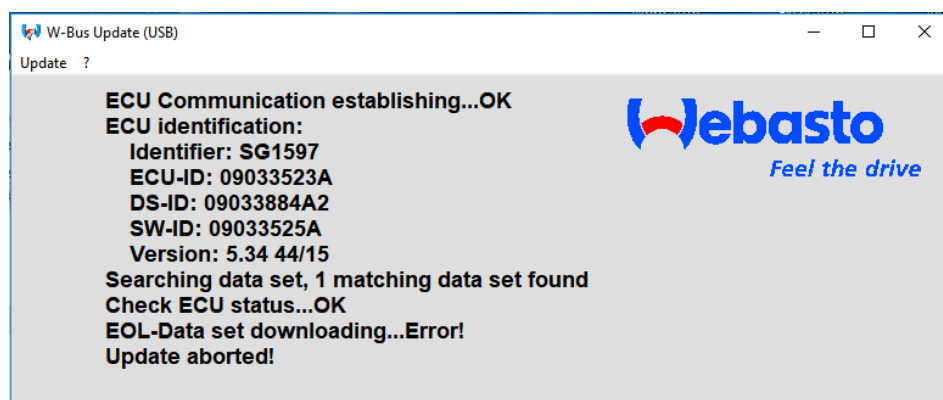 W-Bus Update (USB)
Update ?
ECU Communication establishing...OK
ECU identification:
Identifier: SG1597
ECU-ID: 09033523A
DS-ID: 09033884A2
SW-ID: 09033525A
Version: 5.34 44/15
Searching data set, 1 matching data set found
Check ECU status...OK
EOL-Data set downloading...Error!
Update aborted!
Webasto
Feel the drive